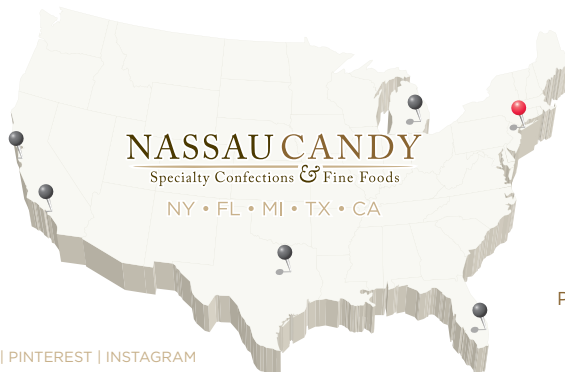 NASSAU CANDY
Specialty Confections & Fine Foods
NY • FL • MI • TX • CA
P
| PINTEREST | INSTAGRAM